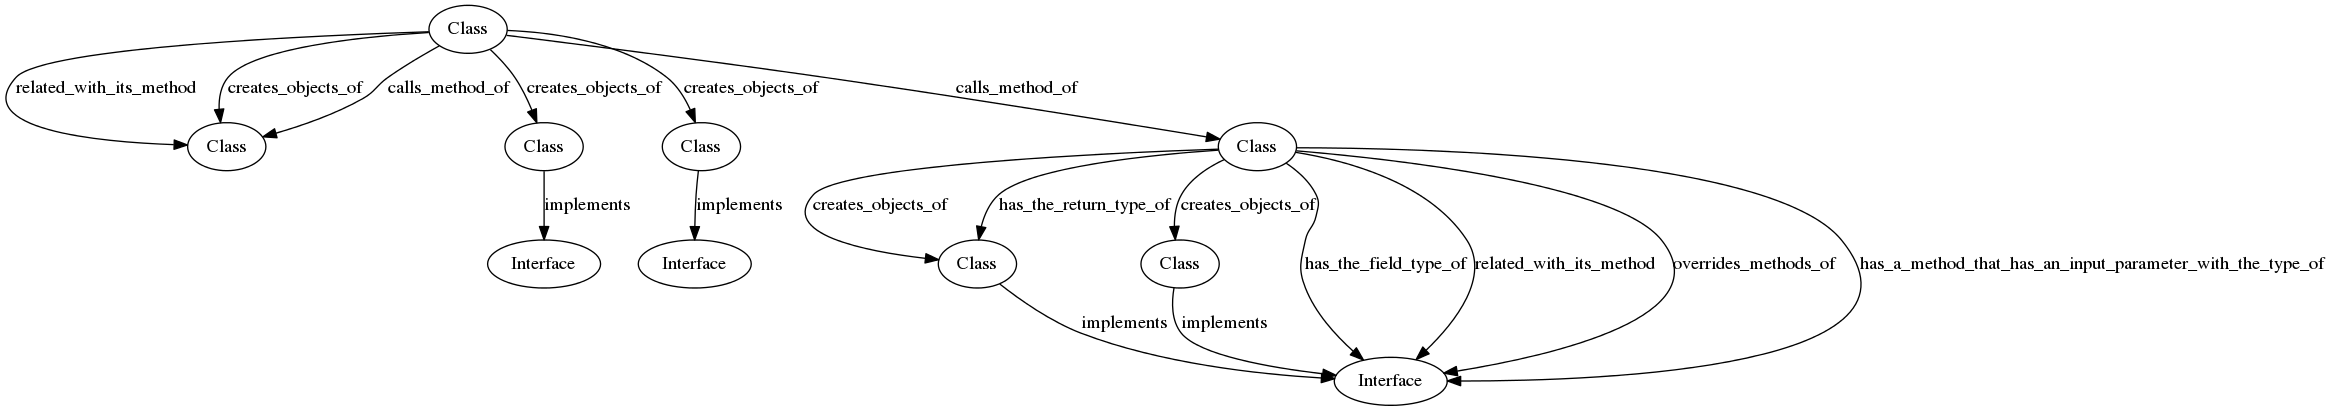 Class
related_with_its_method
creates_objects_of
calls_method_of
creates_objects_of
creates_objects_of
calls_method_of
Class
Class
Class
Class
implements
implements
creates_objects_of
has_the_return_type_of
creates_objects_of
Interface
Interface
Class
Class
has_the_field_type_of
related_with_its_method
overrides_methods_of
has_a_method_that_has_an_input_parameter_with_the_type_of
implements
implements
Interface